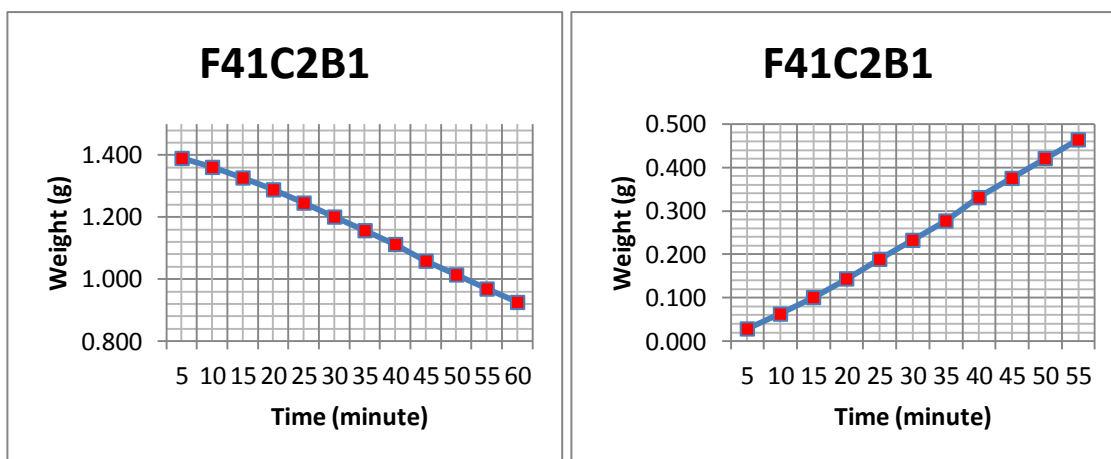 F41C2B1
Weight (g)
1.400
1.200
1.000
0.800
5 10 15 20 25 30 35 40 45 50 55 60
Time (minute)
F41C2B1
Weight (g)
0.500
0.400
0.300
0.200
0.100
0.000
5 10 15 20 25 30 35 40 45 50 55
Time (minute)